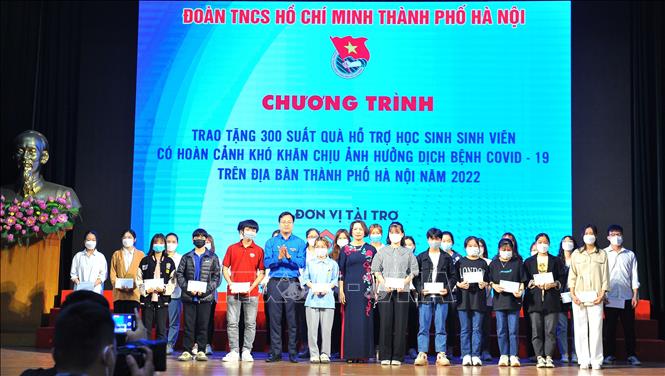 ĐOÀN TNCS HỒ CHÍ MINH THÀNH PHỐ HÀ NỘI
CHƯƠNG TRÌNH
TRAO TẶNG 300 SUẤT QUÀ HỖ TRỢ HỌC SINH SINH VIÊN
CÓ HOÀN CẢNH KHÓ KHĂN CHỊU ẢNH HƯỞNG DỊCH BỆNH COVID - 19
TRÊN ĐỊA BÀN THÀNH PHỐ HÀ NỘI NĂM 2022
ĐƠN VỊ TÀI TRỢ
LONDON